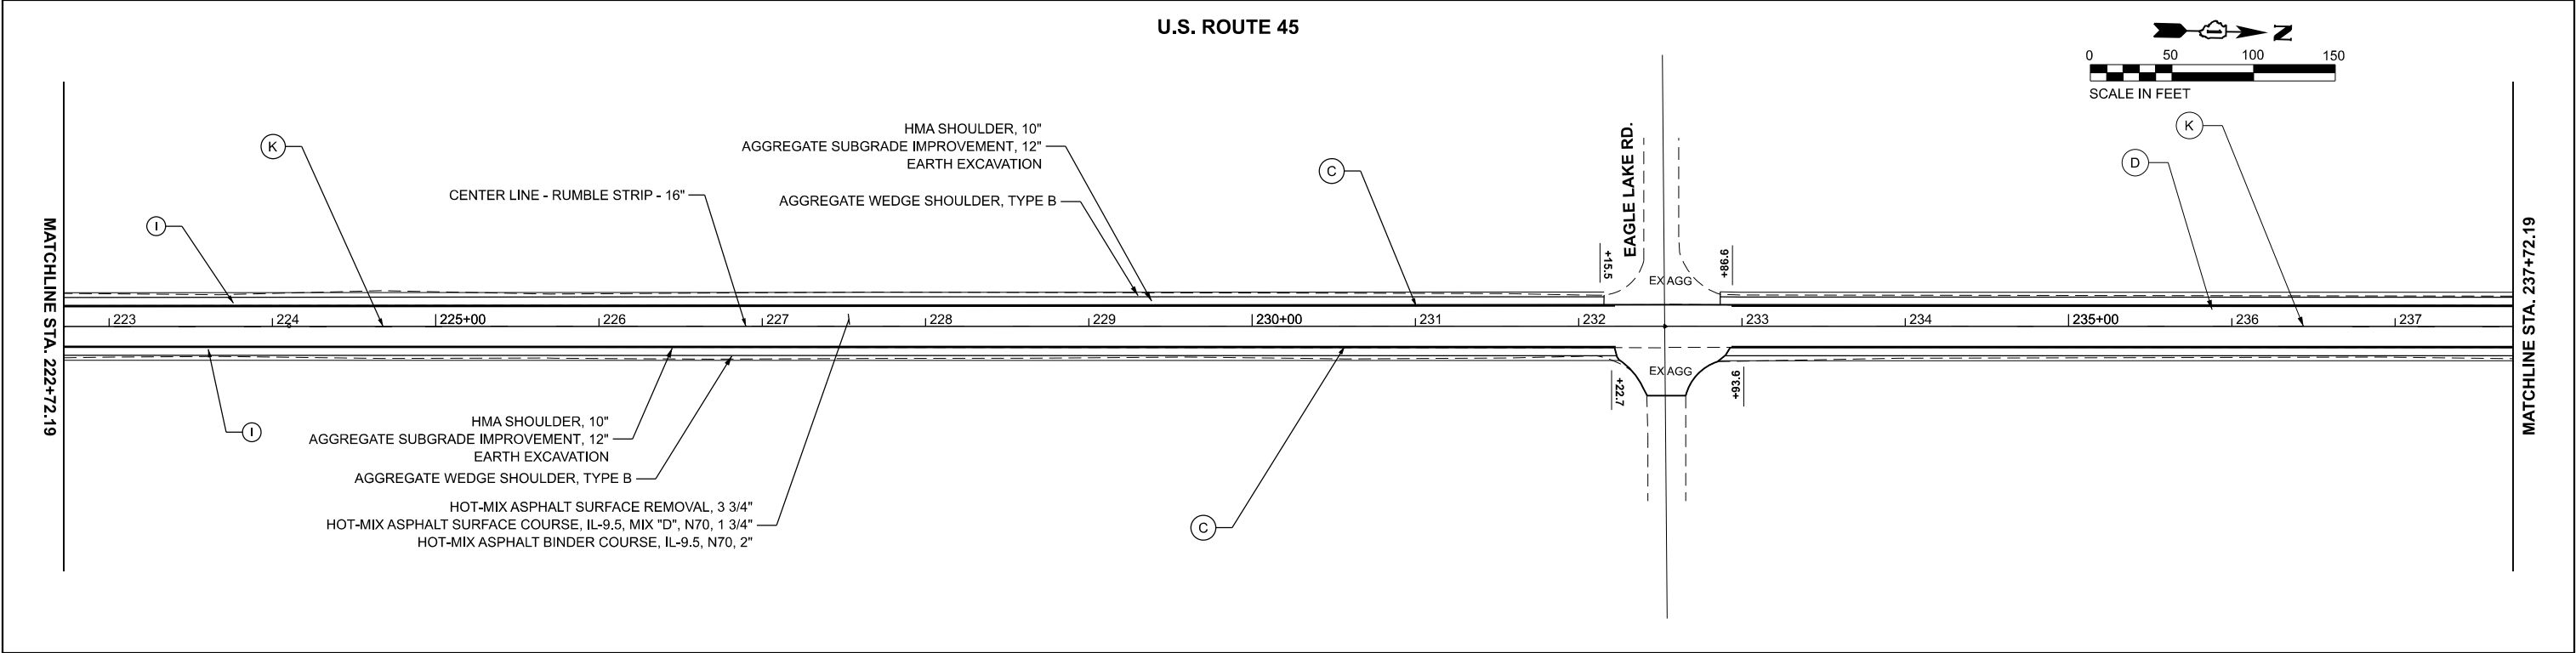 U.S. ROUTE 45
N
0 50 100 150
SCALE IN FEET
K
HMA SHOULDER, 10"
AGGREGATE SUBGRADE IMPROVEMENT, 12"
EARTH EXCAVATION
CENTER LINE - RUMBLE STRIP - 16"
AGGREGATE WEDGE SHOULDER, TYPE B
C
EAGLE LAKE RD.
K
D
I
MATCHLINE STA. 222+72.19
MATCHLINE STA. 237+72.19
+15.5
EX AGG
+86.6
223 224 225+00 226 227 228 229 230+00 231 232 233 234 235+00 236 237
EX AGG
+22.7
+93.6
I
HMA SHOULDER, 10"
AGGREGATE SUBGRADE IMPROVEMENT, 12"
EARTH EXCAVATION
AGGREGATE WEDGE SHOULDER, TYPE B
HOT-MIX ASPHALT SURFACE REMOVAL, 3 3/4"
HOT-MIX ASPHALT SURFACE COURSE, IL-9.5, MIX "D", N70, 1 3/4"
HOT-MIX ASPHALT BINDER COURSE, IL-9.5, N70, 2"
C